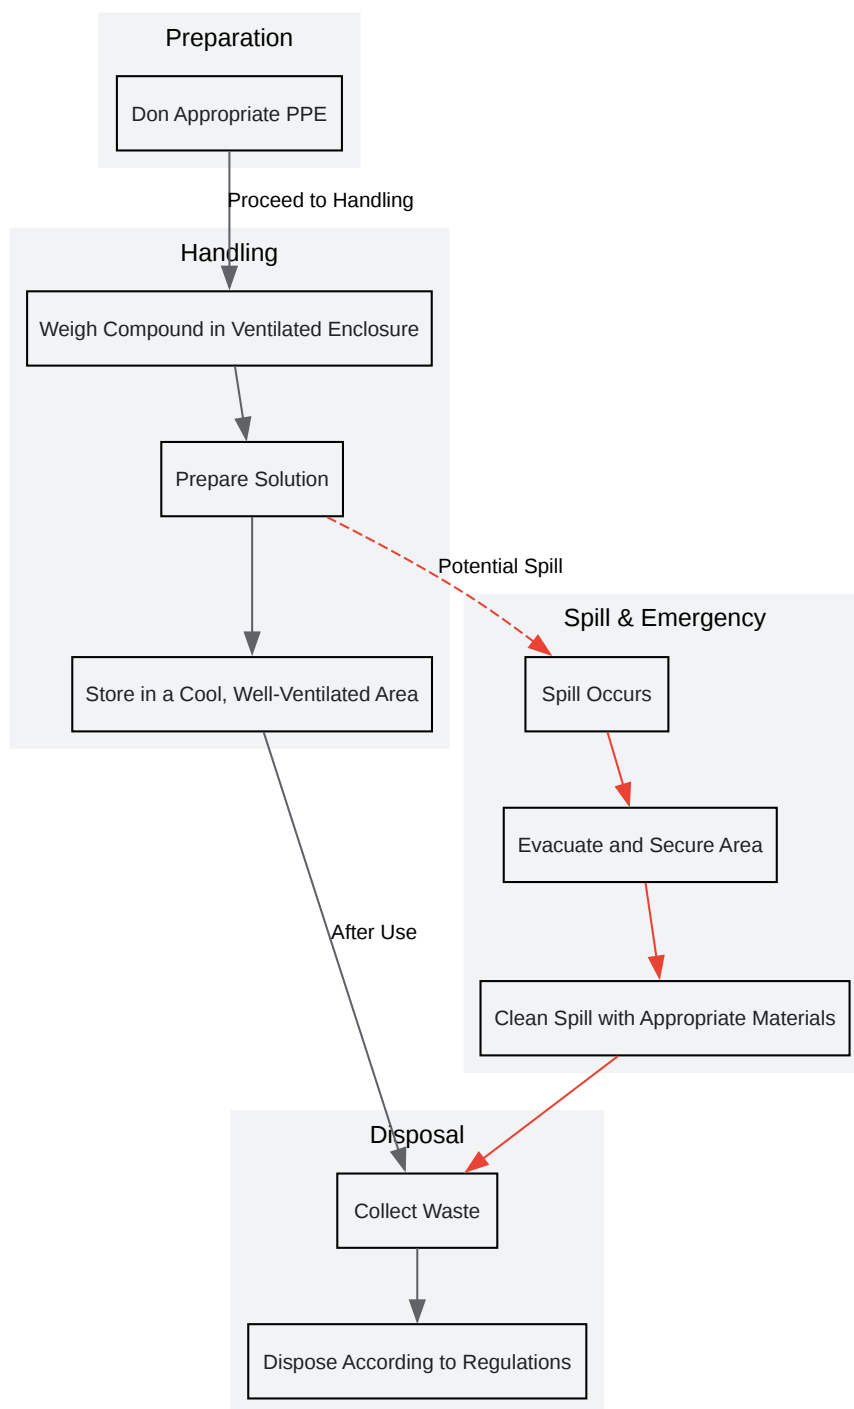 Preparation
Don Appropriate PPE
Proceed to Handling
Handling
Weigh Compound in Ventilated Enclosure
Prepare Solution
Potential Spill
Spill & Emergency
Store in a Cool, Well-Ventilated Area
Spill Occurs
Evacuate and Secure Area
After Use
Clean Spill with Appropriate Materials
Disposal
Collect Waste
Dispose According to Regulations